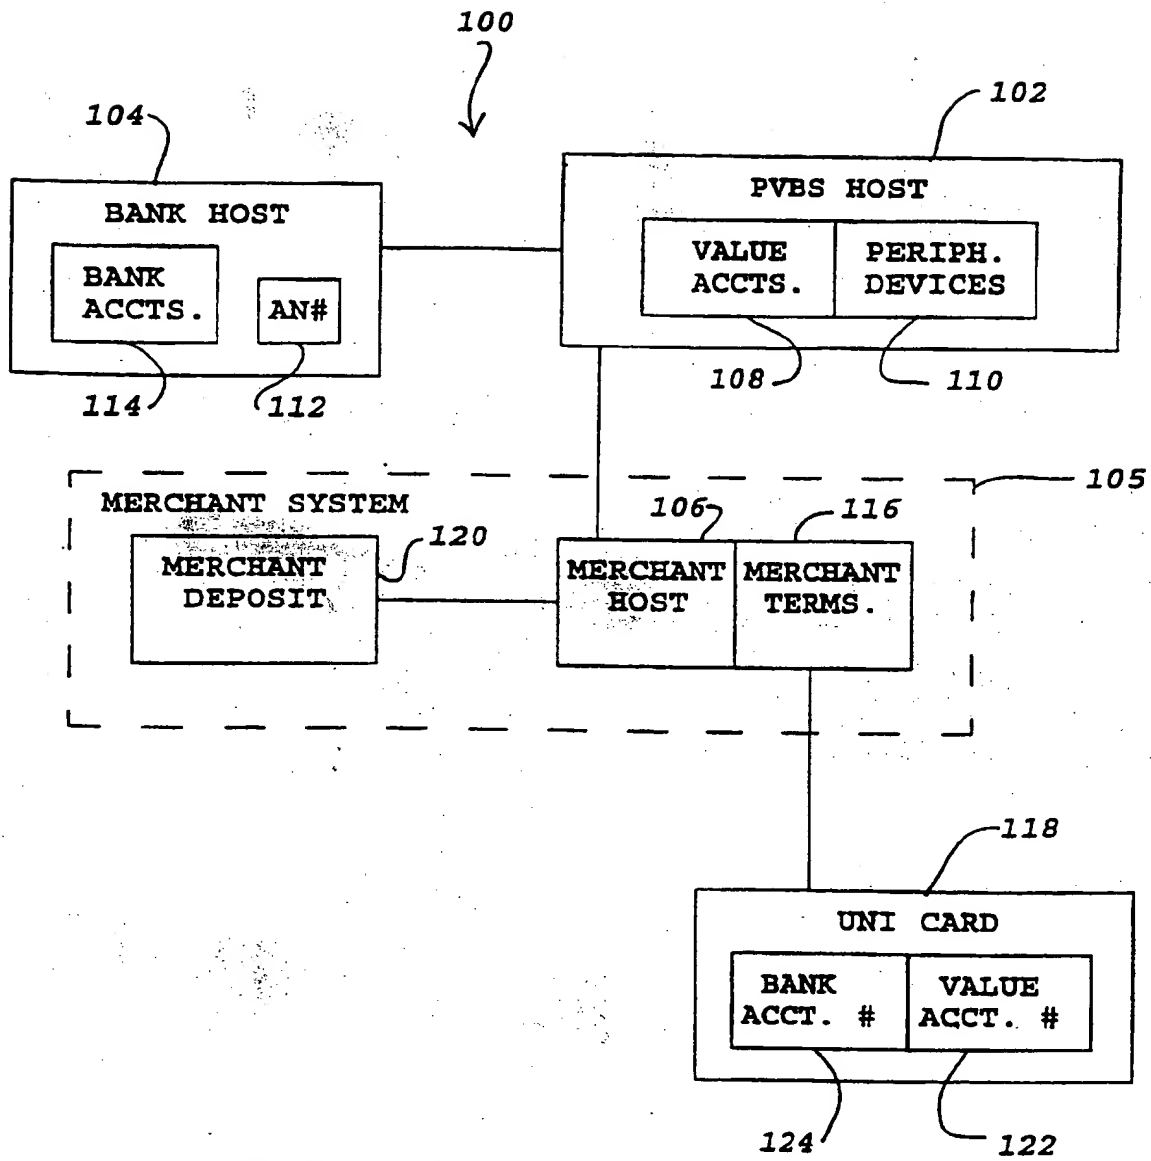 100
104
102
BANK HOST
PVBS HOST
BANK
ACCTS.
AN#
VALUE
ACCTS.
PERIPH.
DEVICES
114
112
108
110
105
MERCHANT SYSTEM
106
116
120
MERCHANT
DEPOSIT
MERCHANT
HOST
MERCHANT
TERMS.
118
UNI CARD
BANK
ACCT. #
VALUE
ACCT. #
124
122